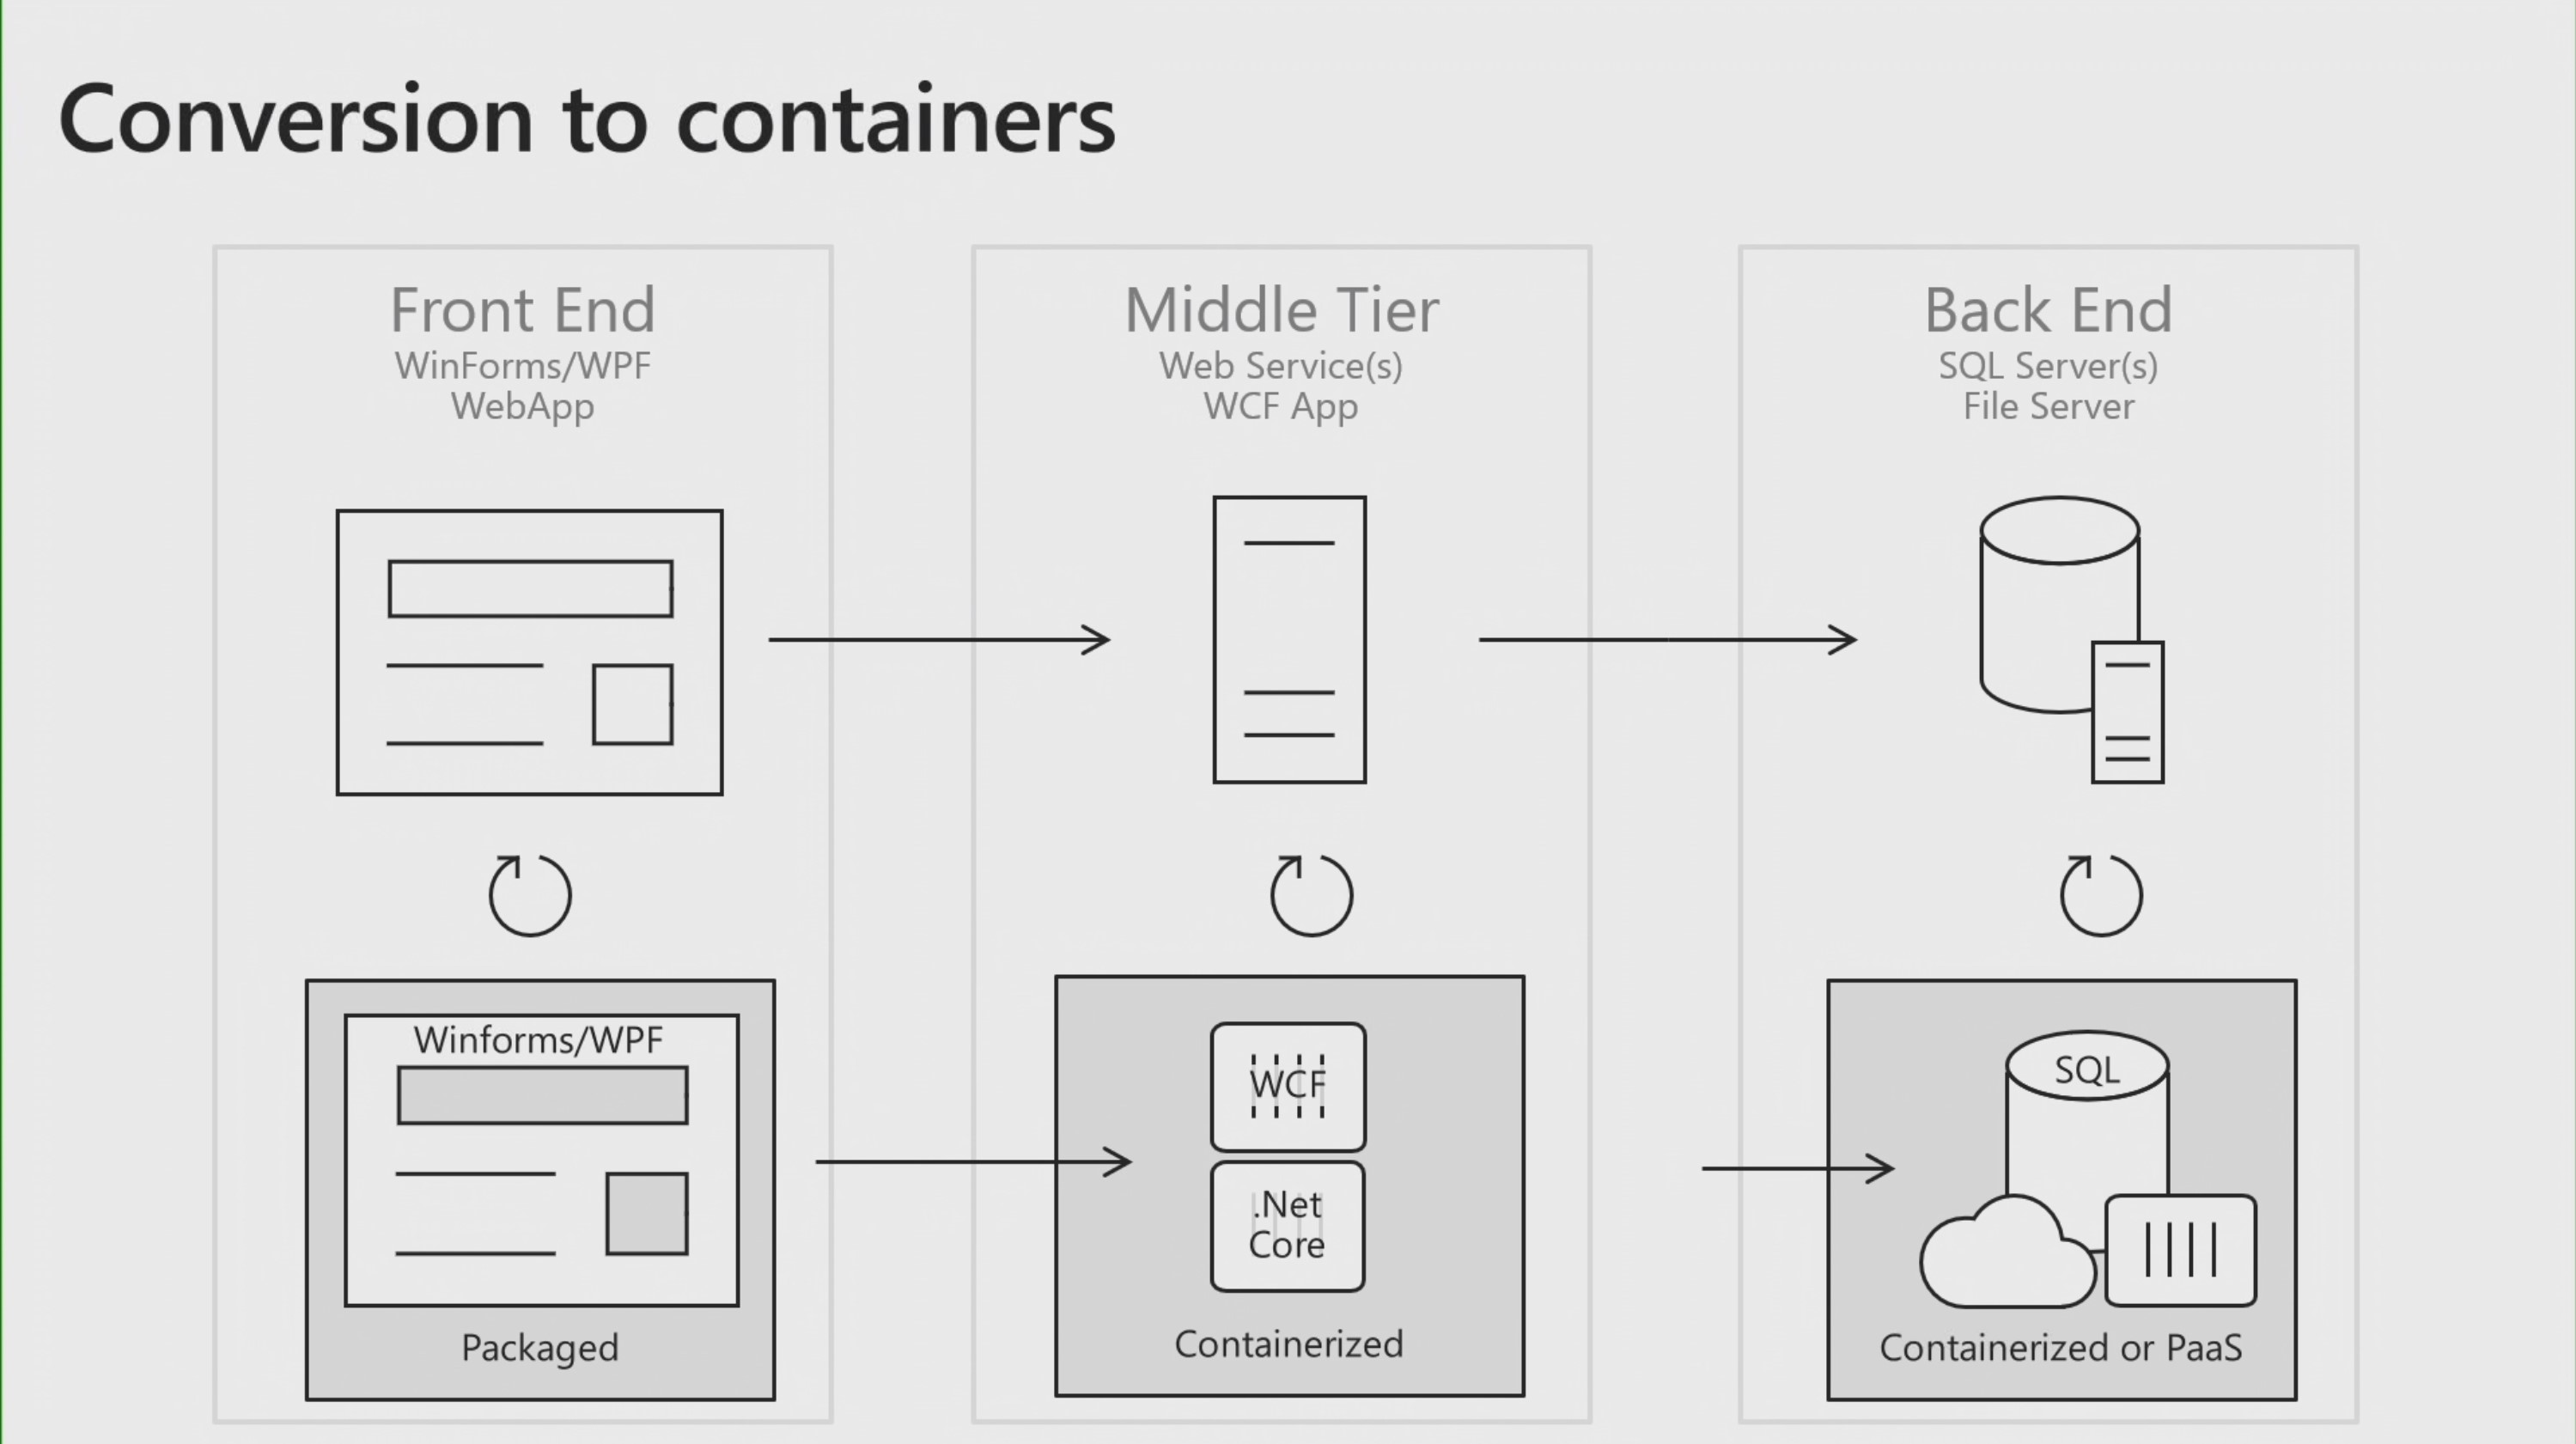 Conversion to containers
Front End
WinForms/WPF
WebApp
Middle Tier
Web Service(s)
WCF App
Back End
SQL Server(s)
File Server
Winforms/WPF
Packaged
WCF
.Net
Core
Containerized
SQL
Containerized or PaaS